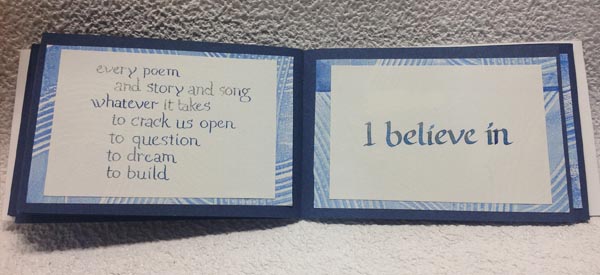 every poem
and story and song
whatever it takes
to crack us open
to question
to dream
to build
I believe in